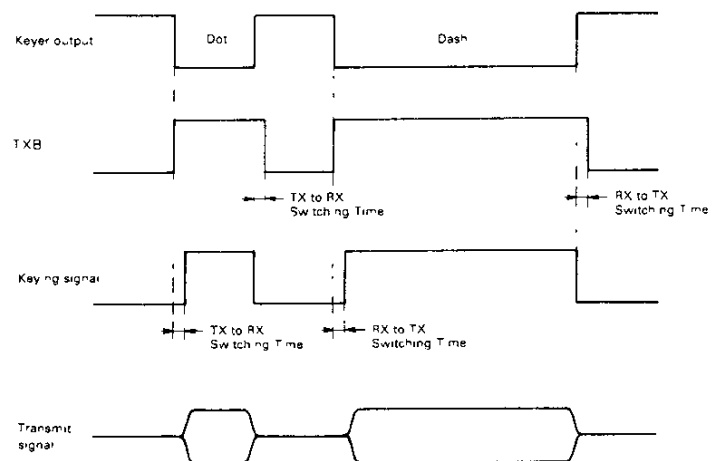 Keyer output
Dot
Dash
TXB
TX to RX
Switching Time
RX to TX
Switching Time
Keying signal
TX to RX
Switching Time
RX to TX
Switching Time
Transmit
signal